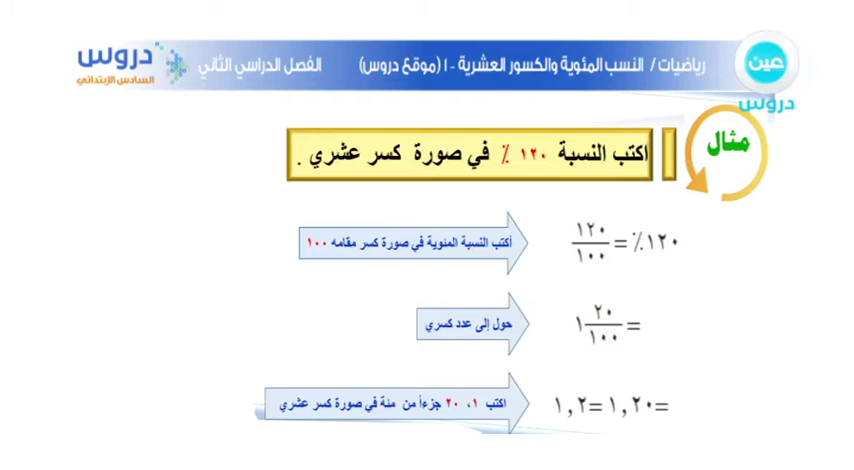 دروس
السادس الإبتدائي
رياضيات / النسب المئوية والكسور العشرية - ١ (موقع دروس)
الفصل الدراسي الثاني
عين
دروس
مثال
اكتب النسبة ١٢٠ ٪ في صورة كسر عشري .
١٢٠٪ = ١٢٠/١٠٠
أكتب النسبة المئوية في صورة كسر مقامه ١٠٠
= ١ ٢٠/١٠٠
حول إلى عدد كسري
= ١,٢٠ = ١,٢
اكتب ١، ٢٠ جزءاً من مئة في صورة كسر عشري